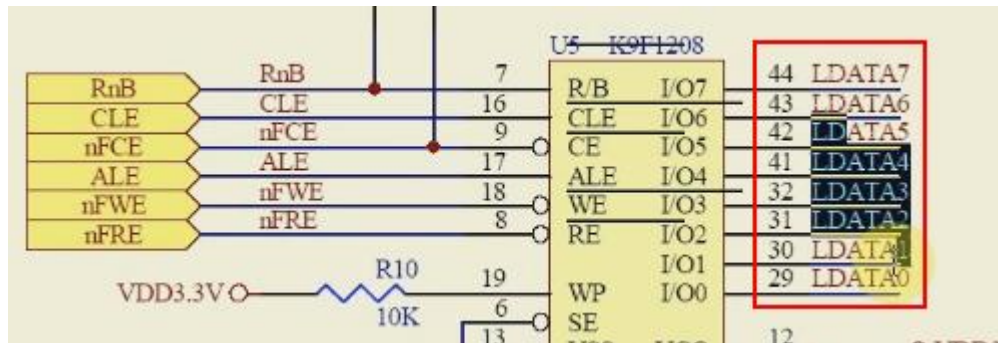 U5 K9F1208
RnB RnB 7 R/B I/O7 44 LDATA7
CLE CLE 16 CLE I/O6 43 LDATA6
nFCE nFCE 9 CE I/O5 42 LDATA5
ALE ALE 17 ALE I/O4 41 LDATA4
nFWE nFWE 18 WE I/O3 32 LDATA3
nFRE nFRE 8 RE I/O2 31 LDATA2
I/O1 30 LDATA1
VDD3.3V R10 19 WP I/O0 29 LDATA0
10K 6 SE
13 12